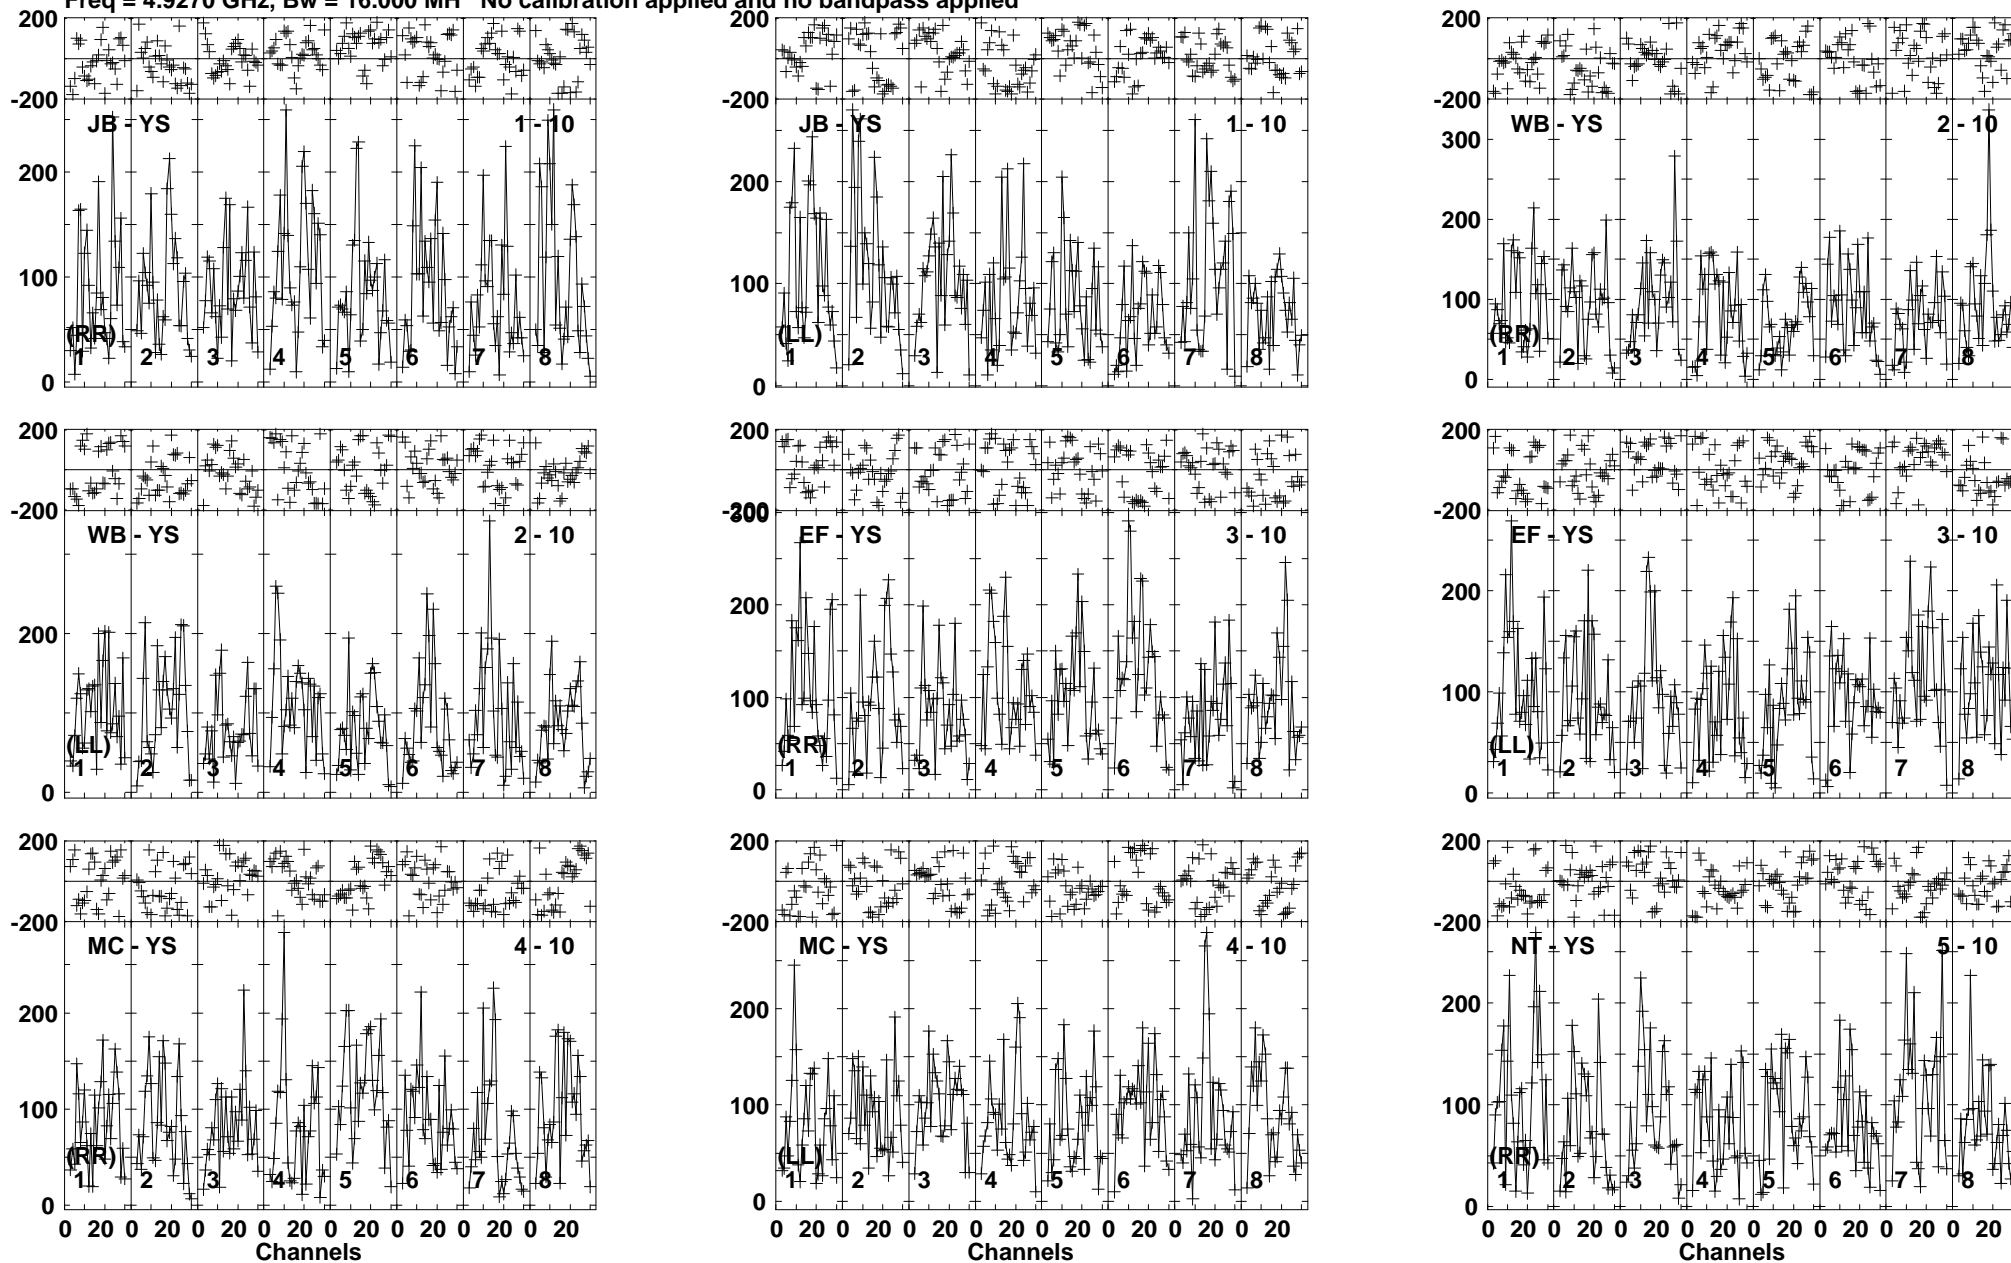 Freq = 4.9270 GHz, Bw = 16.000 MH No calibration applied and no bandpass applied
200 200 200
-200 -200 -200
JB - YS 1 - 10 JB - YS 1 - 10 WB - YS 2 - 10
300
200 200 200
100 100 100
(RR) (LL) (RR)
1 2 3 4 5 6 7 8 1 2 3 4 5 6 7 8 1 2 3 4 5 6 7 8
0 0 0
200 200 200
-200 -200 -200
300
WB - YS 2 - 10 EF - YS 3 - 10 EF - YS 3 - 10
200 200 200
100 100
(LL) (RR) (LL)
1 2 3 4 5 6 7 8 1 2 3 4 5 6 7 8 1 2 3 4 5 6 7 8
0 0 0
200 200 200
-200 -200 -200
MC - YS 4 - 10 MC - YS 4 - 10 NT - YS 5 - 10
200 200 200
100 100 100
(RR) (LL) (RR)
1 2 3 4 5 6 7 8 1 2 3 4 5 6 7 8 1 2 3 4 5 6 7 8
0 0 0
0 20 0 20 0 20 0 20 0 20 0 20 0 20 0 20 0 20 0 20 0 20 0 20 0 20 0 20 0 20 0 20 0 20 0 20 0 20 0 20 0 20 0 20 0 20 0 20
Channels Channels Channels